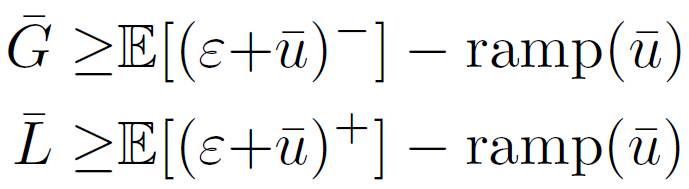 Ḡ ≥𝔼[(ε+ū)⁻] − ramp(ū)
L̄ ≥𝔼[(ε+ū)⁺] − ramp(ū)